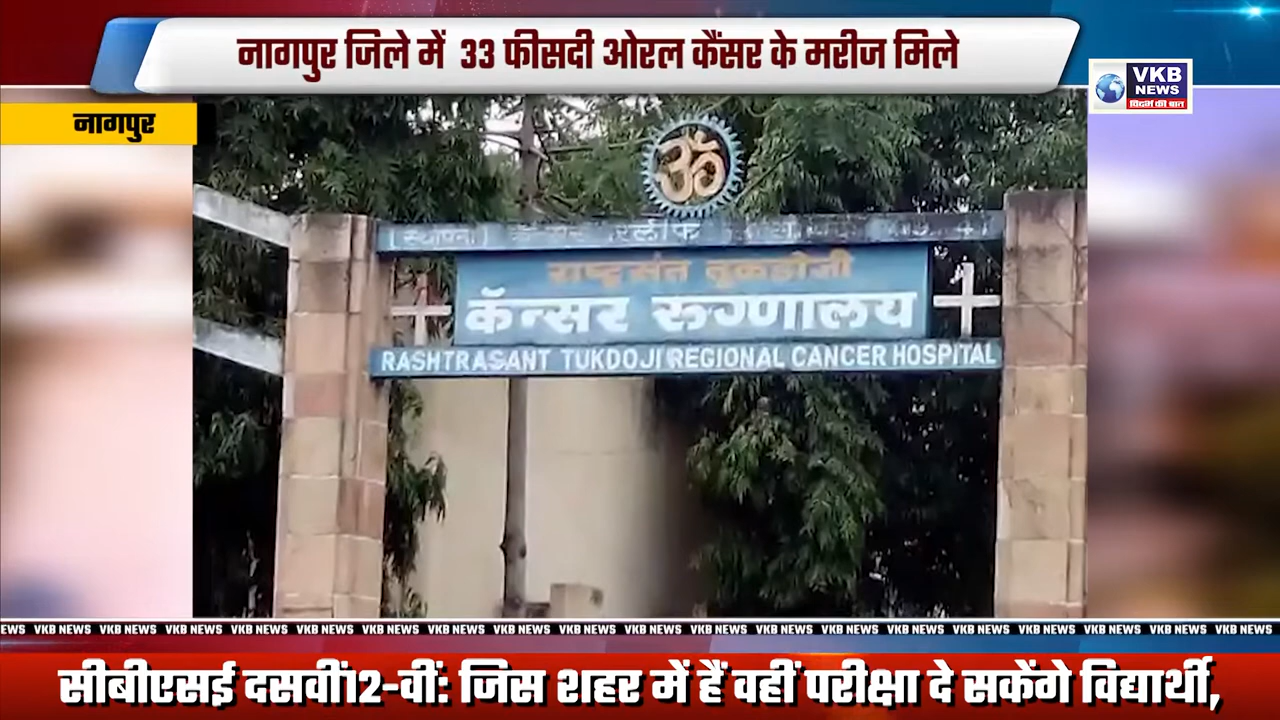 नागपुर जिले में 33 फीसदी ओरल कैंसर के मरीज मिले
VKB
NEWS
विदर्भ की बात
नागपुर
ॐ
राष्ट्रसंत तुकडोजी
कॅन्सर रुग्णालय
RASHTRASANT TUKDOJI REGIONAL CANCER HOSPITAL
EWS VKB NEWS VKB NEWS VKB NEWS VKB NEWS VKB NEWS VKB NEWS VKB NEWS VKB NEWS VKB NEWS VKB NEWS VKB NEWS VKB NEWS VKB NEWS VKB NEWS VKB NEWS VKB NEWS VKB NEWS VKB NEWS VKB NEWS
सीबीएसई दसवीं12-वीं: जिस शहर में हैं वहीं परीक्षा दे सकेंगे विद्यार्थी,